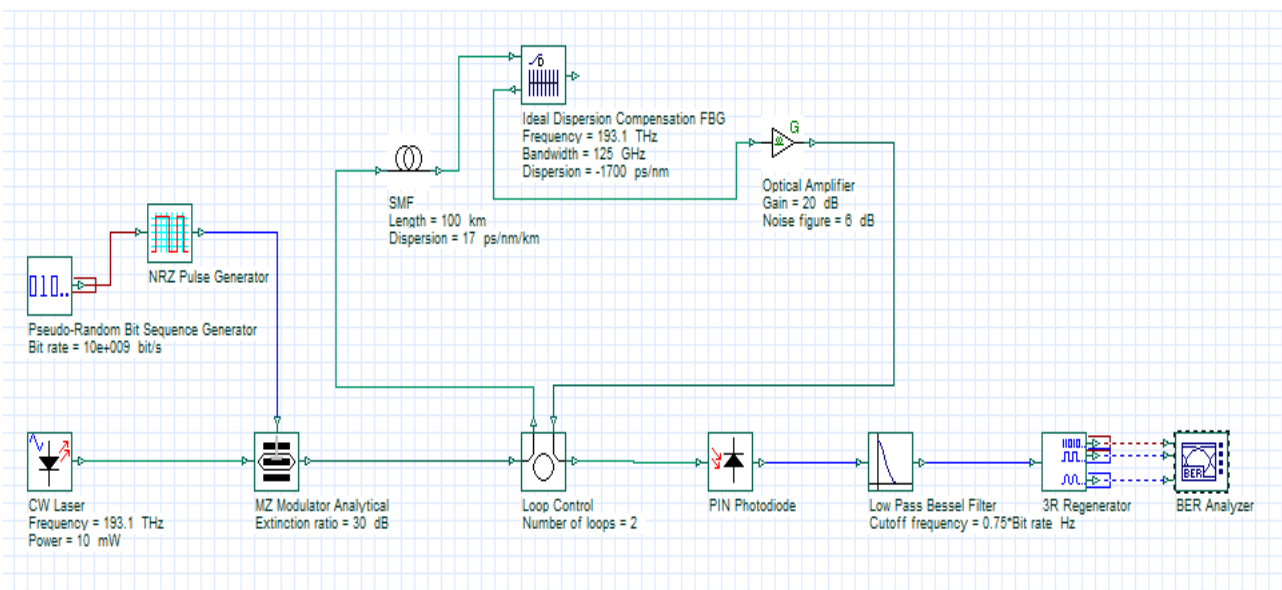 Ideal Dispersion Compensation FBG
Frequency = 193.1 THz
Bandwidth = 125 GHz
Dispersion = -1700 ps/nm
G
Optical Amplifier
Gain = 20 dB
Noise figure = 6 dB
SMF
Length = 100 km
Dispersion = 17 ps/nm/km
NRZ Pulse Generator
010..
Pseudo-Random Bit Sequence Generator
Bit rate = 10e+009 bit/s
CW Laser
Frequency = 193.1 THz
Power = 10 mW
MZ Modulator Analytical
Extinction ratio = 30 dB
Loop Control
Number of loops = 2
PIN Photodiode
Low Pass Bessel Filter
Cutoff frequency = 0.75*Bit rate Hz
3R Regenerator
BER
BER Analyzer